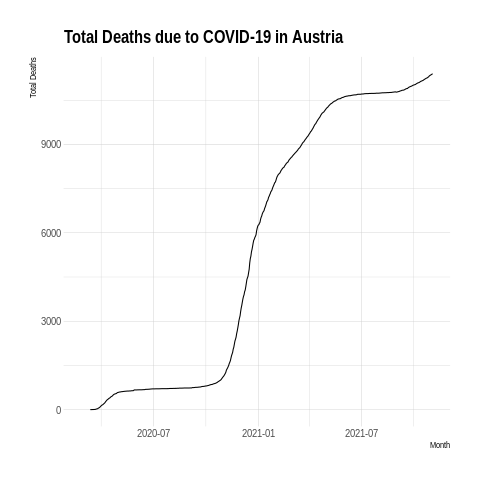 Total Deaths due to COVID-19 in Austria
Total Deaths
9000
6000
3000
0
2020-07
2021-01
2021-07
Month